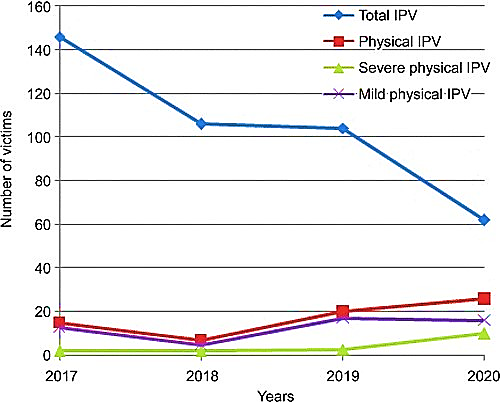 160
140
120
100
80
60
40
20
0
Number of victims
Total IPV
Physical IPV
Severe physical IPV
Mild physical IPV
2017
2018
2019
2020
Years